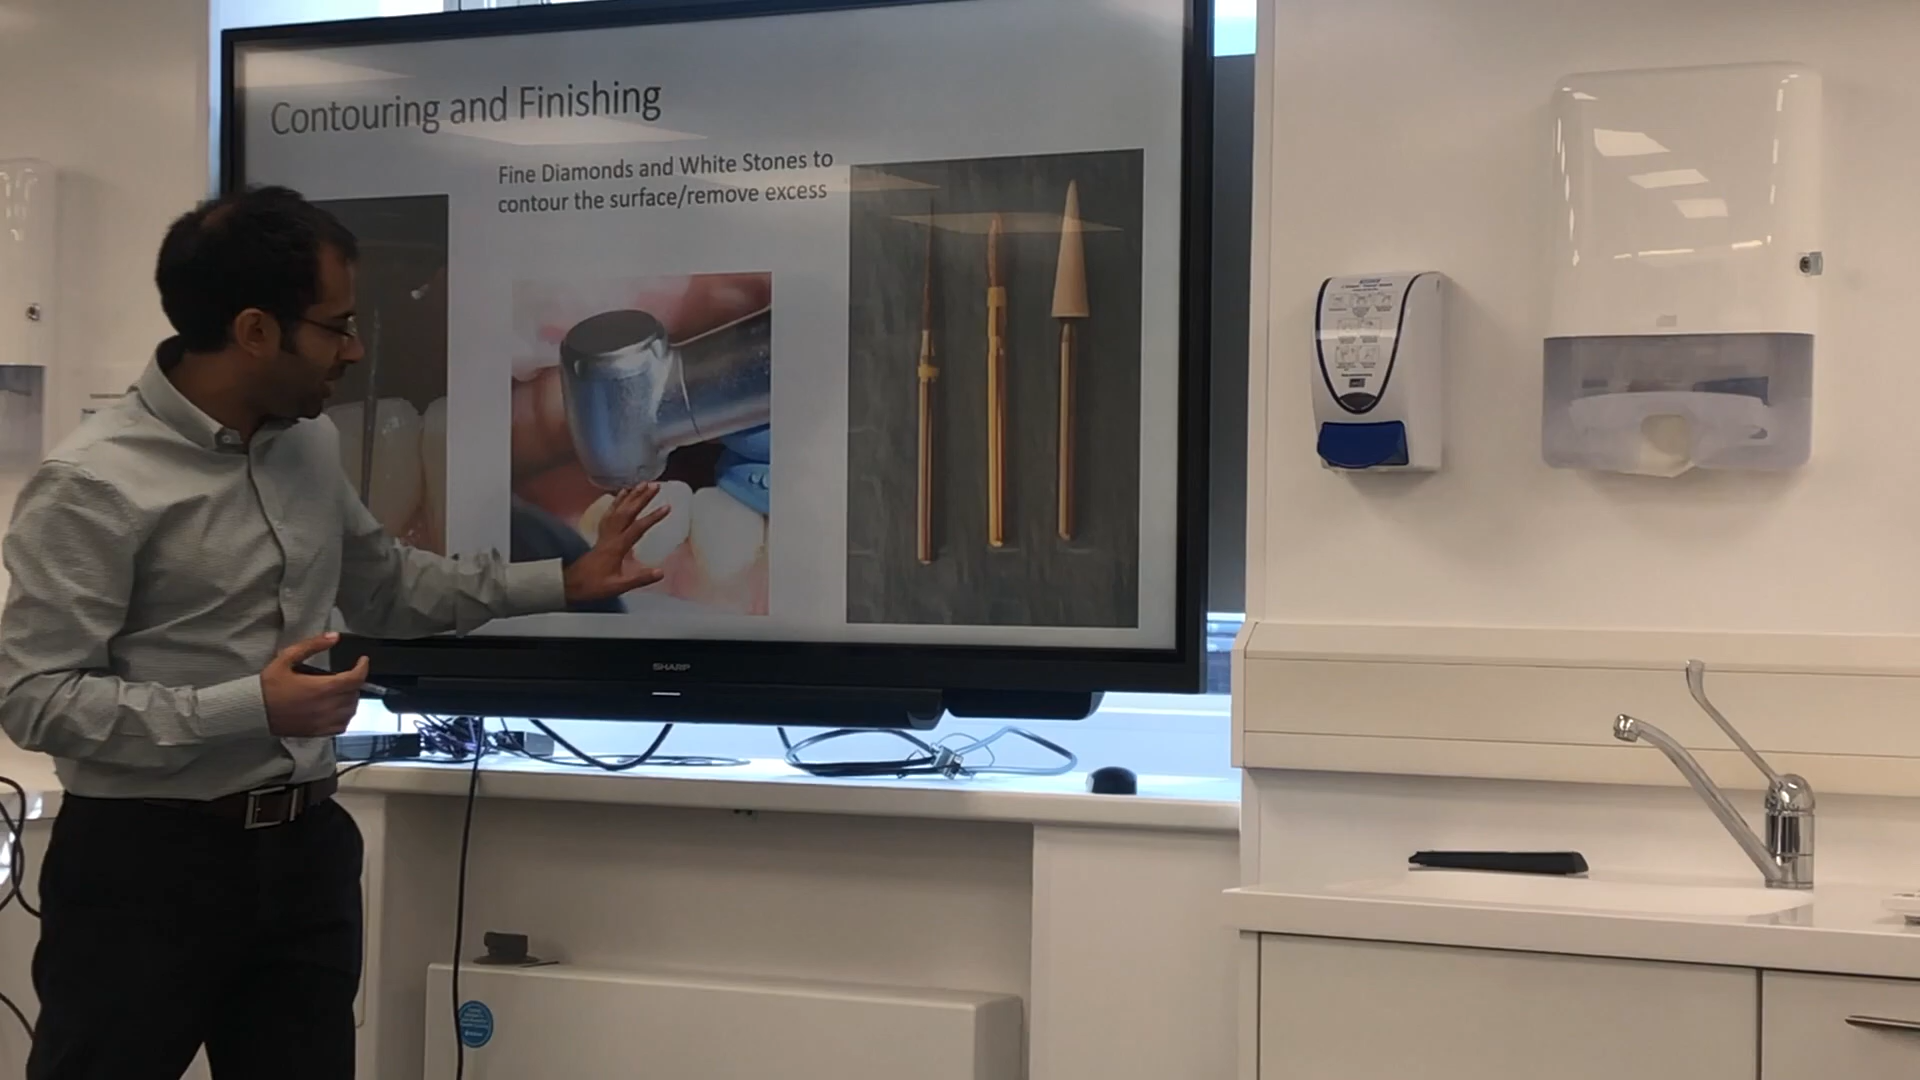 Contouring and Finishing
Fine Diamonds and White Stones to
contour the surface/remove excess
SHARP